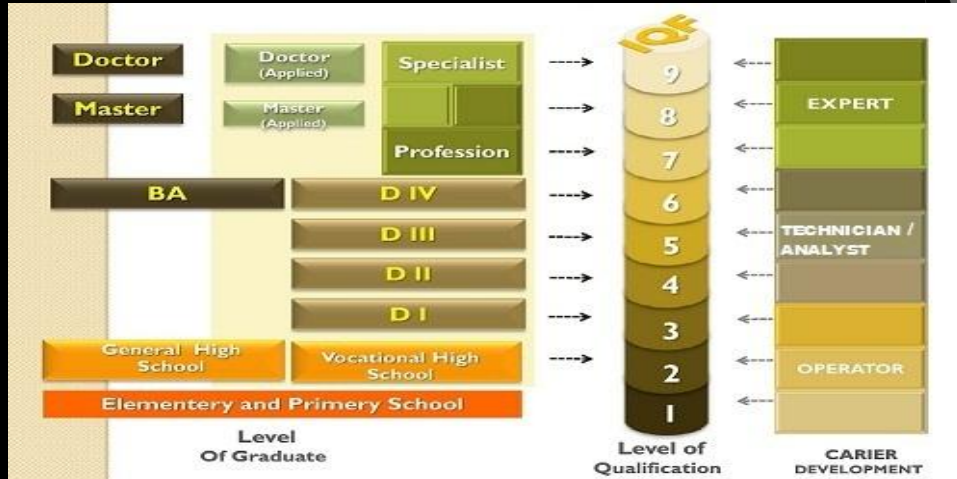 IQF
Doctor
Doctor
(Applied)
Specialist
9
Master
Master
(Applied)
8
EXPERT
Profession
7
BA
D IV
6
D III
5
TECHNICIAN /
ANALYST
D II
4
D I
3
General High
School
Vocational High
School
2
OPERATOR
Elementery and Primery School
1
Level
Of Graduate
Level of
Qualification
CARIER
DEVELOPMENT